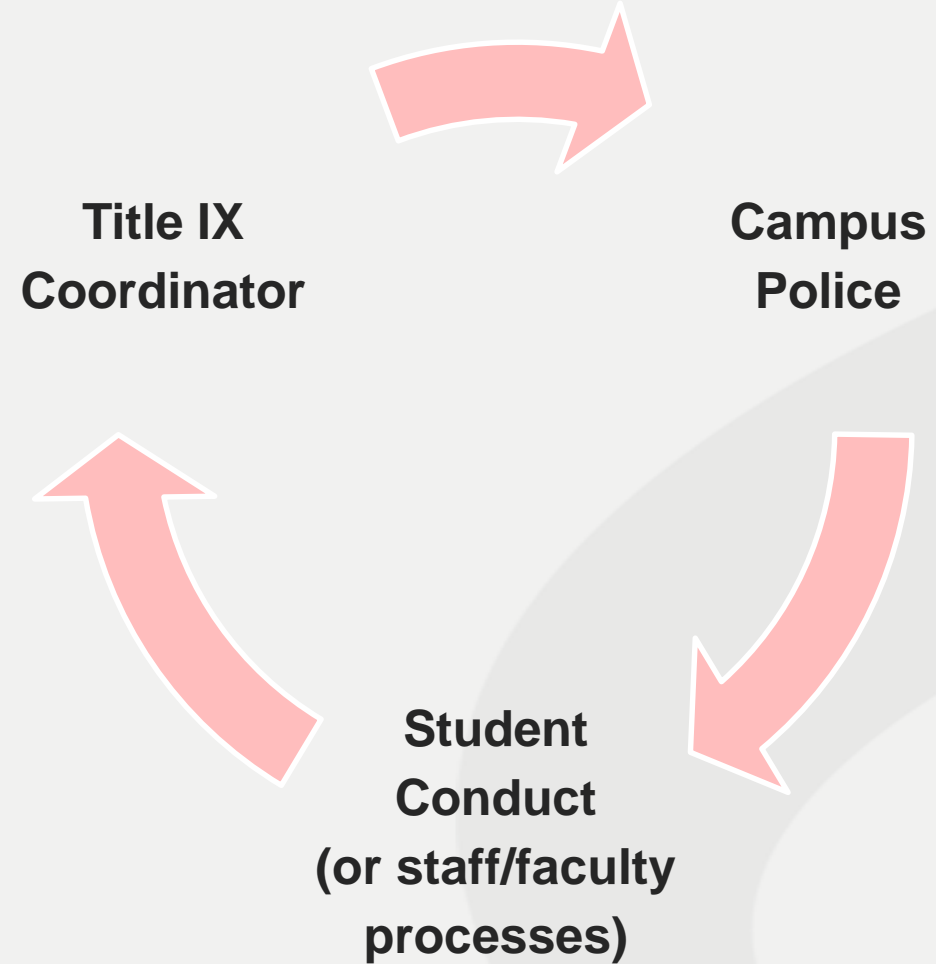 Title IX
Coordinator
Campus
Police
Student
Conduct
(or staff/faculty
processes)